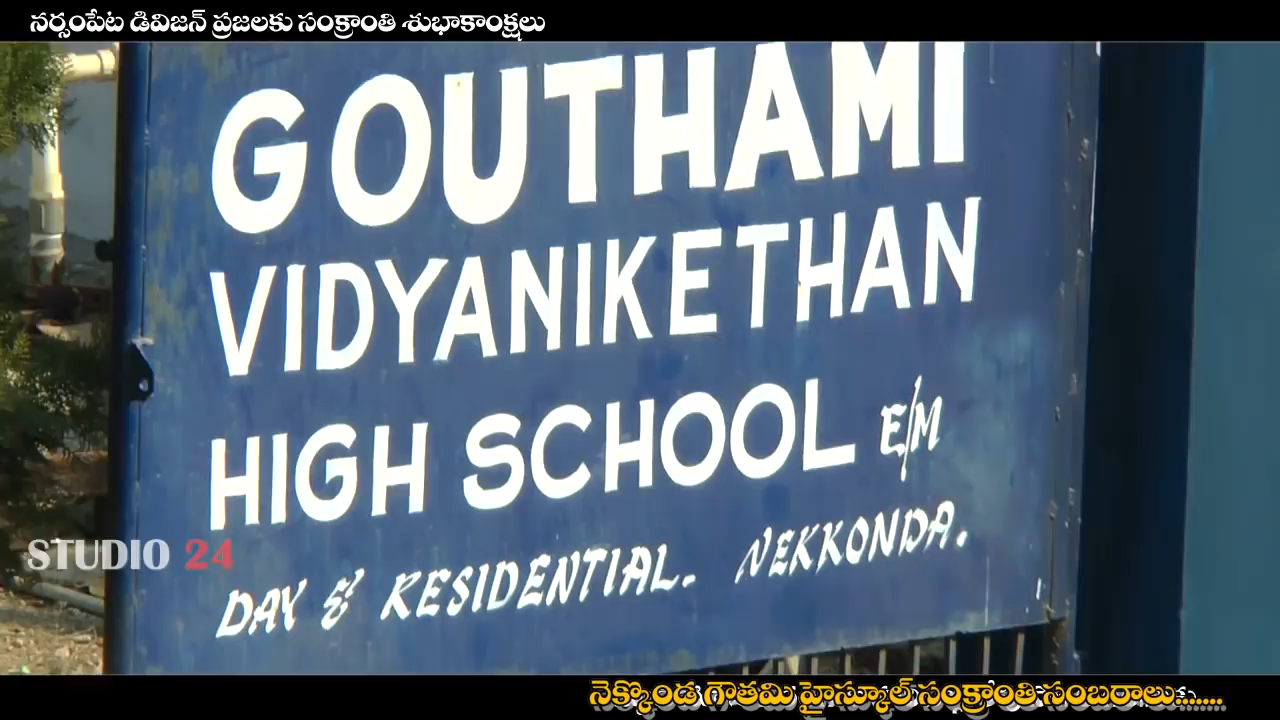 నర్సంపేట డివిజన్ ప్రజలకు సంక్రాంతి శుభాకాంక్షలు
GOUTHAMI
VIDYANIKETHAN
HIGH SCHOOL E/M
DAY & RESIDENTIAL. NEKKONDA.
STUDIO 24
నెక్కొండ గౌతమి హైస్కూల్ సంక్రాంతి సంబరాలు.......